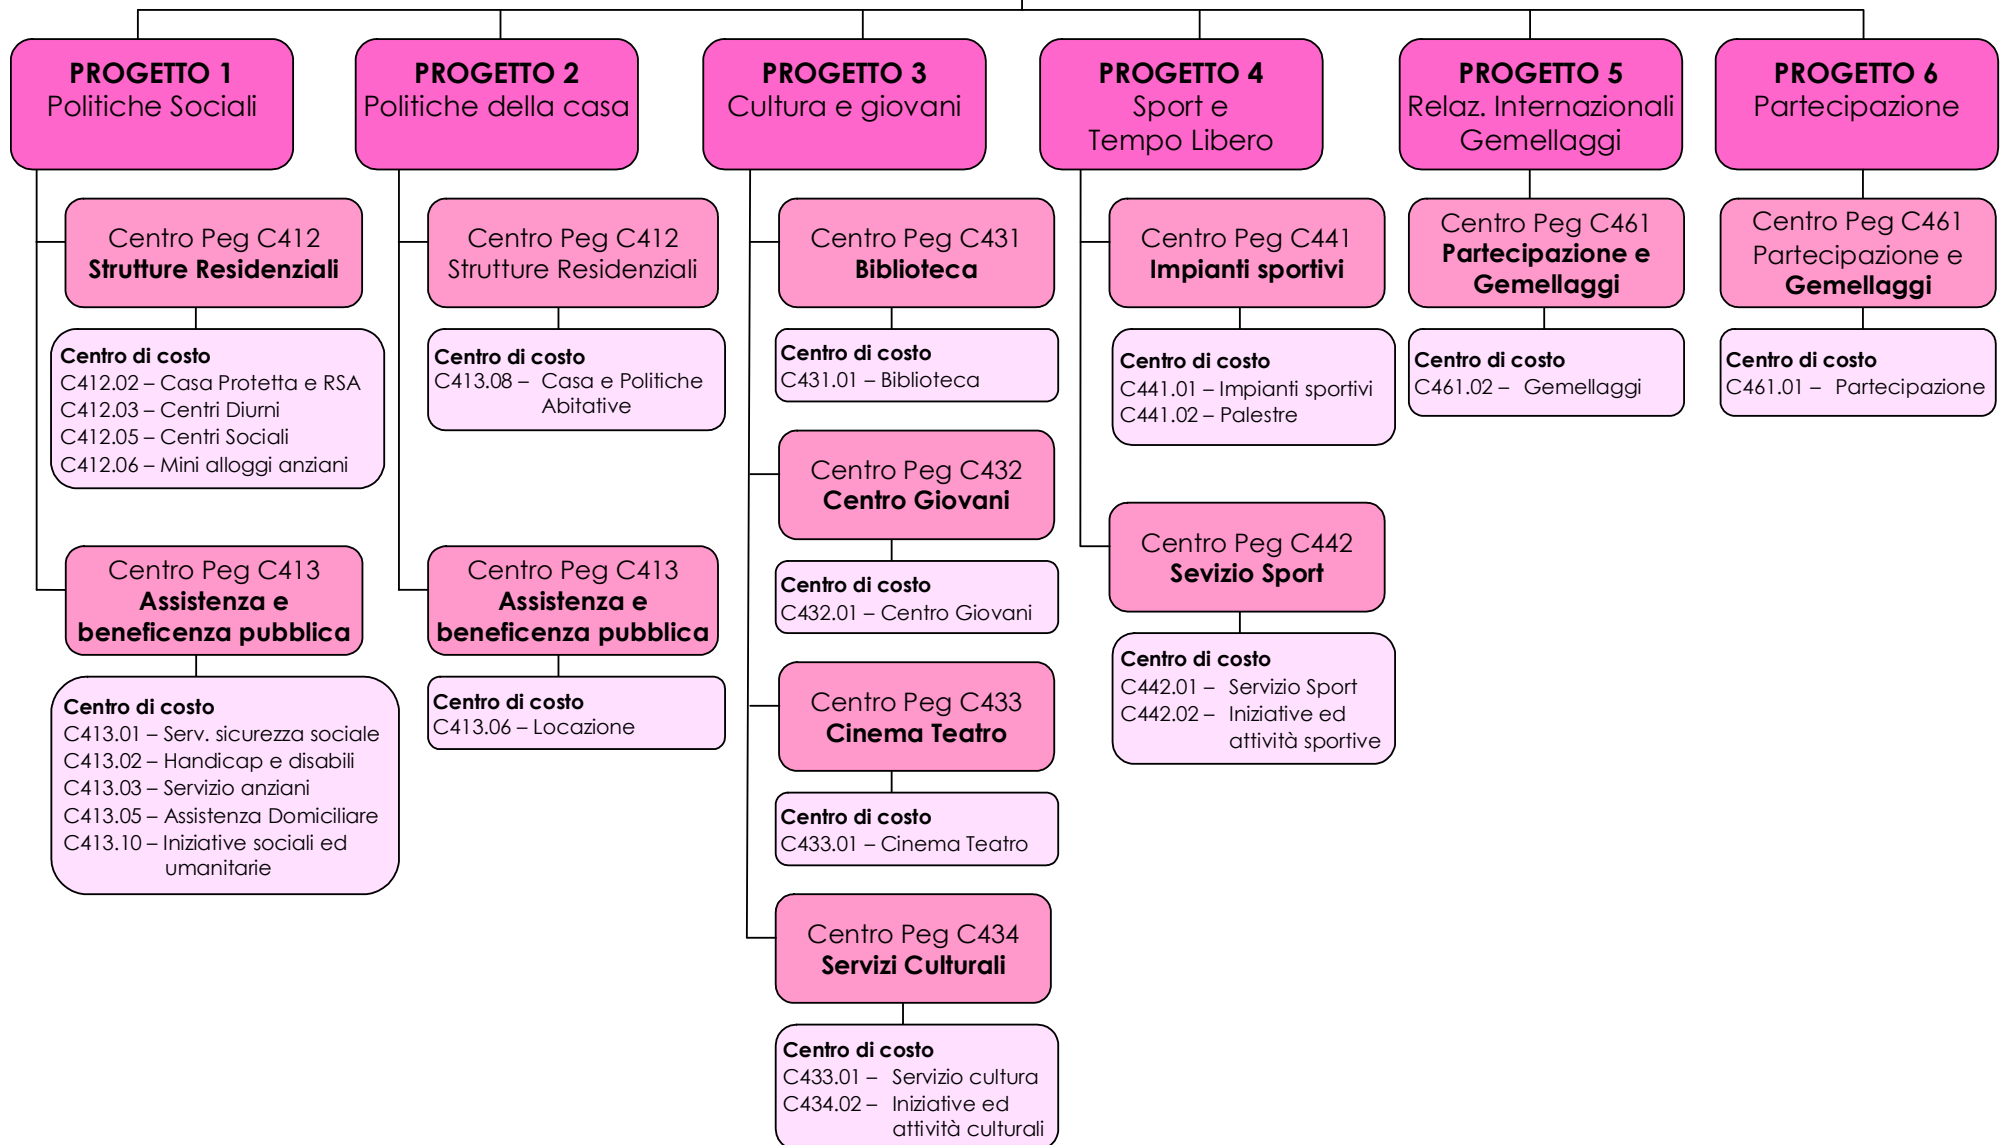 PROGETTO 1
Politiche Sociali
Centro Peg C412
Strutture Residenziali
Centro di costo
C412.02 – Casa Protetta e RSA
C412.03 – Centri Diurni
C412.05 – Centri Sociali
C412.06 – Mini alloggi anziani
Centro Peg C413
Assistenza e
beneficenza pubblica
Centro di costo
C413.01 – Serv. sicurezza sociale
C413.02 – Handicap e disabili
C413.03 – Servizio anziani
C413.05 – Assistenza Domiciliare
C413.10 – Iniziative sociali ed
umanitarie
PROGETTO 2
Politiche della casa
Centro Peg C412
Strutture Residenziali
Centro di costo
C413.08 – Casa e Politiche
Abitative
Centro Peg C413
Assistenza e
beneficenza pubblica
Centro di costo
C413.06 – Locazione
PROGETTO 3
Cultura e giovani
Centro Peg C431
Biblioteca
Centro di costo
C431.01 – Biblioteca
Centro Peg C432
Centro Giovani
Centro di costo
C432.01 – Centro Giovani
Centro Peg C433
Cinema Teatro
Centro di costo
C433.01 – Cinema Teatro
Centro Peg C434
Servizi Culturali
Centro di costo
C433.01 – Servizio cultura
C434.02 – Iniziative ed
attività culturali
PROGETTO 4
Sport e
Tempo Libero
Centro Peg C441
Impianti sportivi
Centro di costo
C441.01 – Impianti sportivi
C441.02 – Palestre
Centro Peg C442
Sevizio Sport
Centro di costo
C442.01 – Servizio Sport
C442.02 – Iniziative ed
attività sportive
PROGETTO 5
Relaz. Internazionali
Gemellaggi
Centro Peg C461
Partecipazione e
Gemellaggi
Centro di costo
C461.02 – Gemellaggi
PROGETTO 6
Partecipazione
Centro Peg C461
Partecipazione e
Gemellaggi
Centro di costo
C461.01 – Partecipazione